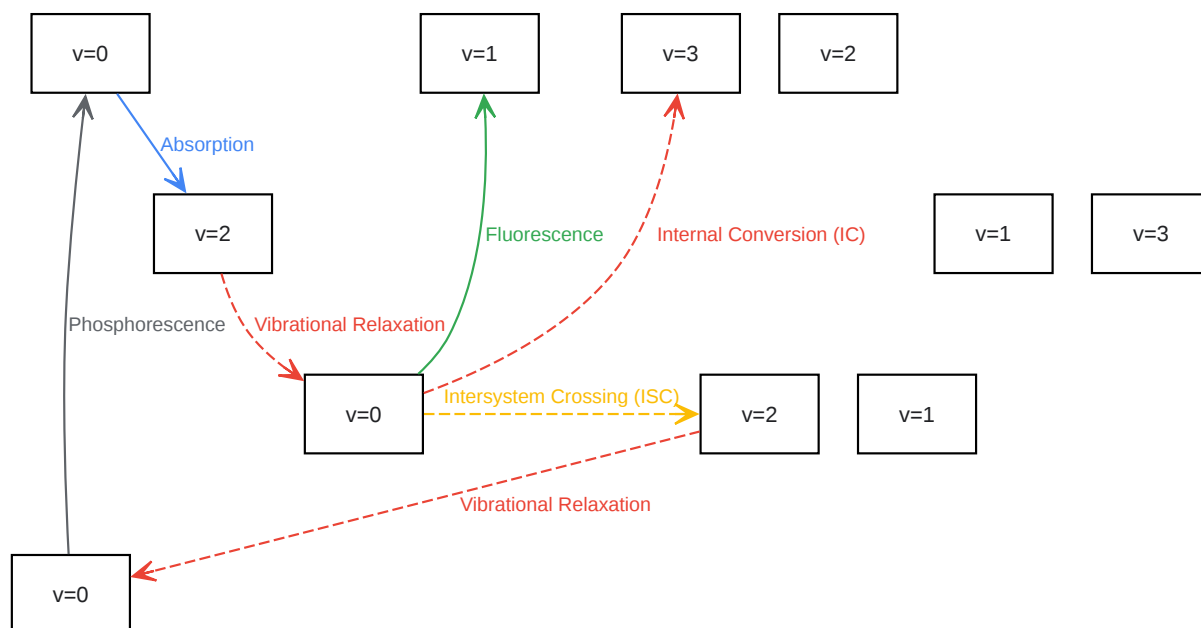 v=0
v=1
v=3
v=2
Absorption
v=2
Fluorescence
Internal Conversion (IC)
v=1
v=3
Phosphorescence
Vibrational Relaxation
v=0
Intersystem Crossing (ISC)
v=2
v=1
Vibrational Relaxation
v=0